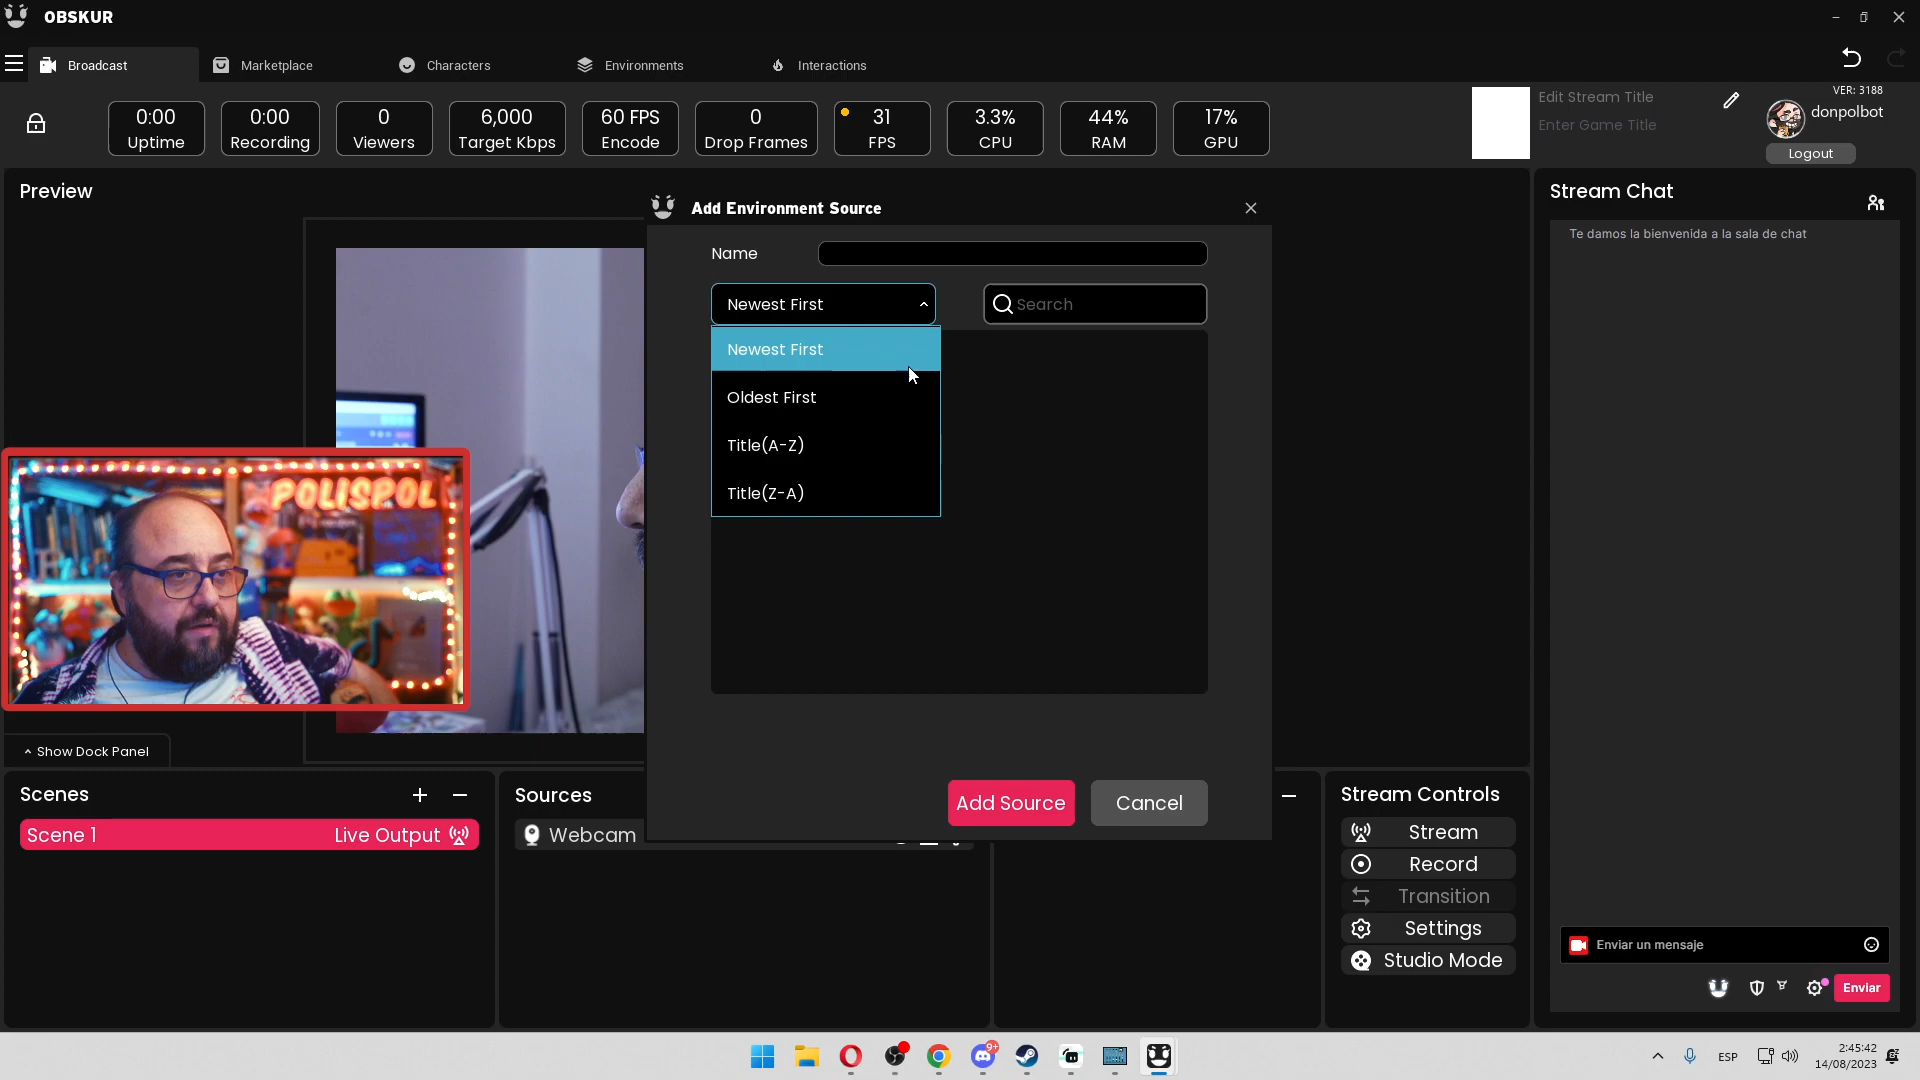 OBSKUR
Broadcast
Marketplace
Characters
Environments
Interactions
0:00
Uptime
0:00
Recording
0
Viewers
6,000
Target Kbps
60 FPS
Encode
0
Drop Frames
31
FPS
3.3%
CPU
44%
RAM
17%
GPU
Edit Stream Title
Enter Game Title
VER: 3188
donpolbot
Logout
Preview
Add Environment Source
Name
Newest First
Search
Newest First
Oldest First
Title(A-Z)
Title(Z-A)
Add Source
Cancel
Stream Chat
Te damos la bienvenida a la sala de chat
POLISPOL
Show Dock Panel
Scenes
Scene 1
Live Output
Sources
Webcam
Stream Controls
Stream
Record
Transition
Settings
Studio Mode
Enviar un mensaje
Enviar
9+
ESP
2:45:42
14/08/2023